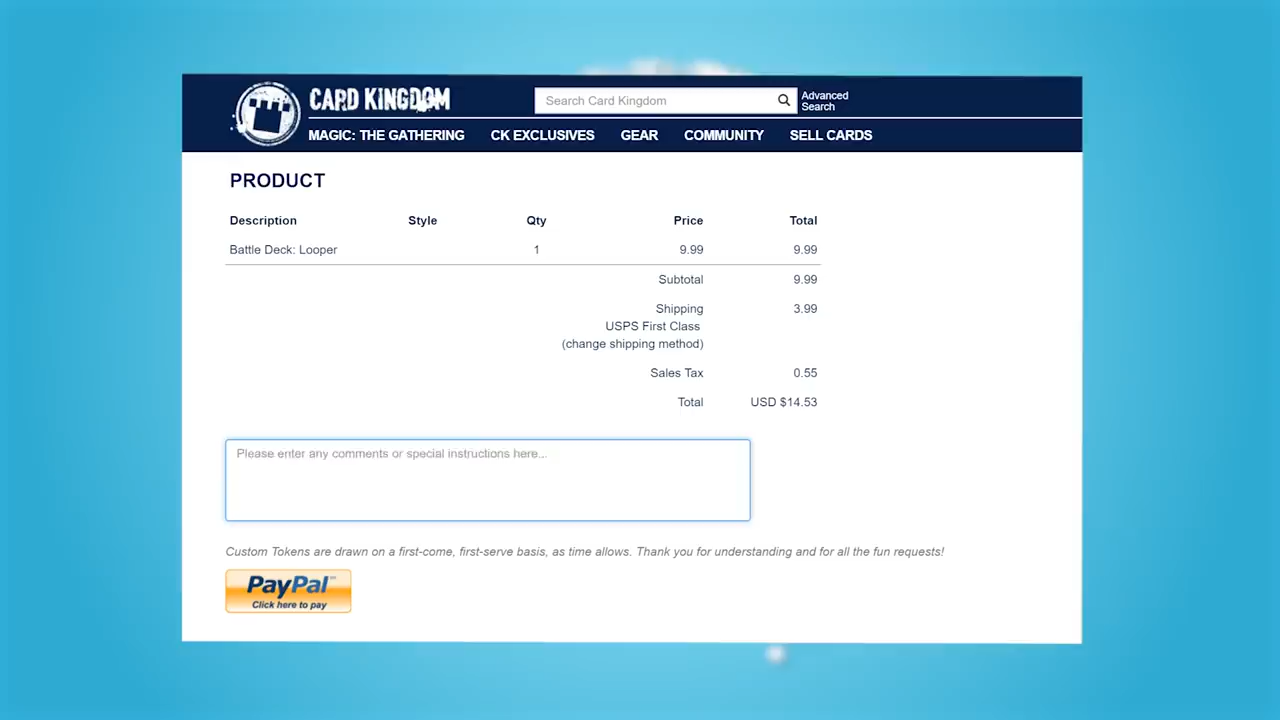 CARD KINGDOM
Search Card Kingdom
Advanced
Search
MAGIC: THE GATHERING CK EXCLUSIVES GEAR COMMUNITY SELL CARDS
PRODUCT
Description Style Qty Price Total
Battle Deck: Looper 1 9.99 9.99
Subtotal 9.99
Shipping 3.99
USPS First Class
(change shipping method)
Sales Tax 0.55
Total USD $14.53
Please enter any comments or special instructions here...
Custom Tokens are drawn on a first-come, first-serve basis, as time allows. Thank you for understanding and for all the fun requests!
PayPal
Click here to pay